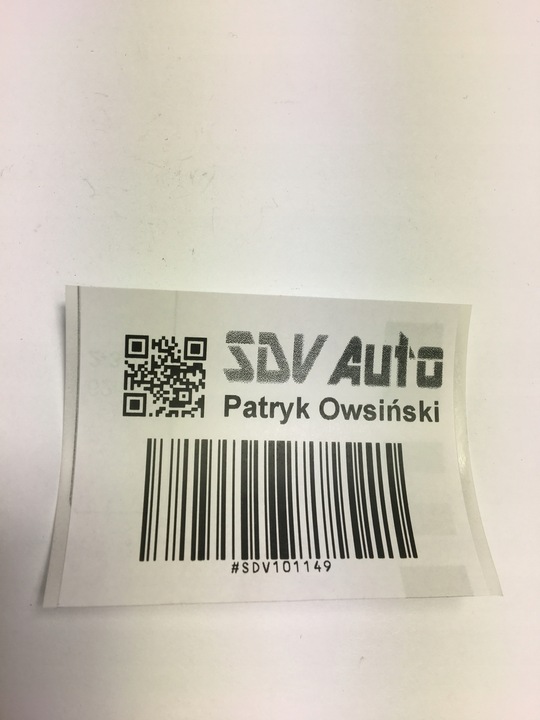 SDV Auto
Patryk Owsiński
#SDV101149